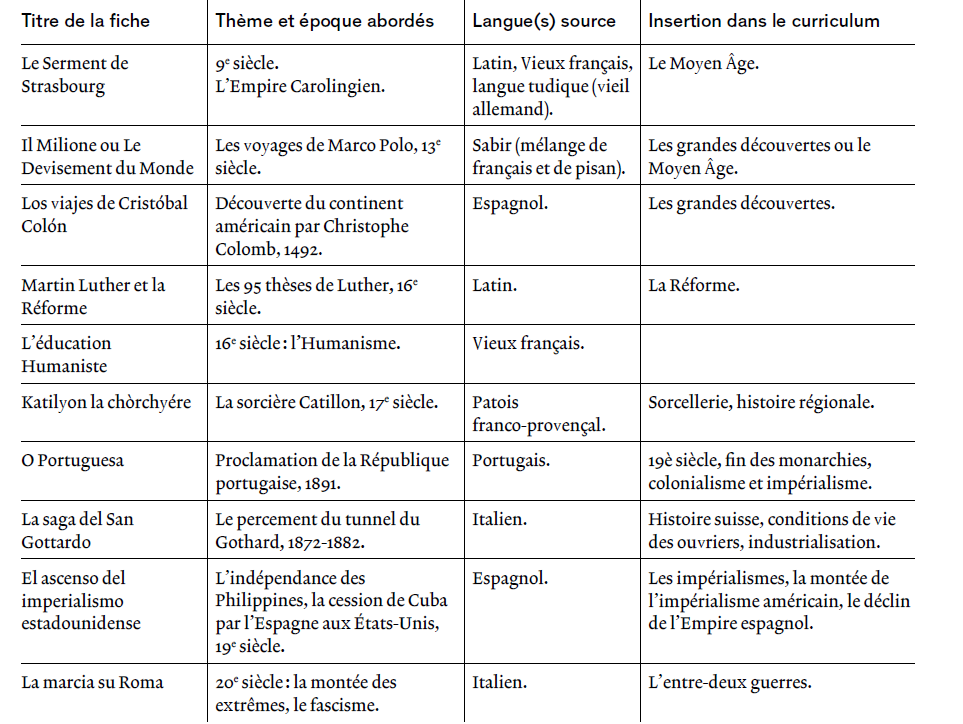 Titre de la fiche
Thème et époque abordés
Langue(s) source
Insertion dans le curriculum
Le Serment de
Strasbourg
9e siècle.
L’Empire Carolingien.
Latin, Vieux français,
langue tudique (vieil
allemand).
Le Moyen Âge.
Il Milione ou Le
Devisement du Monde
Les voyages de Marco Polo, 13e
siècle.
Sabir (mélange de
français et de pisan).
Les grandes découvertes ou le
Moyen Âge.
Los viajes de Cristóbal
Colón
Découverte du continent
américain par Christophe
Colomb, 1492.
Espagnol.
Les grandes découvertes.
Martin Luther et la
Réforme
Les 95 thèses de Luther, 16e
siècle.
Latin.
La Réforme.
L’éducation
Humaniste
16e siècle : l’Humanisme.
Vieux français.
Katilyon la chòrchyére
La sorcière Catillon, 17e siècle.
Patois
franco-provençal.
Sorcellerie, histoire régionale.
O Portuguesa
Proclamation de la République
portugaise, 1891.
Portugais.
19è siècle, fin des monarchies,
colonialisme et impérialisme.
La saga del San
Gottardo
Le percement du tunnel du
Gothard, 1872-1882.
Italien.
Histoire suisse, conditions de vie
des ouvriers, industrialisation.
El ascenso del
imperialismo
estadounidense
L’indépendance des
Philippines, la cession de Cuba
par l’Espagne aux États-Unis,
19e siècle.
Espagnol.
Les impérialismes, la montée de
l’impérialisme américain, le déclin
de l’Empire espagnol.
La marcia su Roma
20e siècle : la montée des
extrêmes, le fascisme.
Italien.
L’entre-deux guerres.